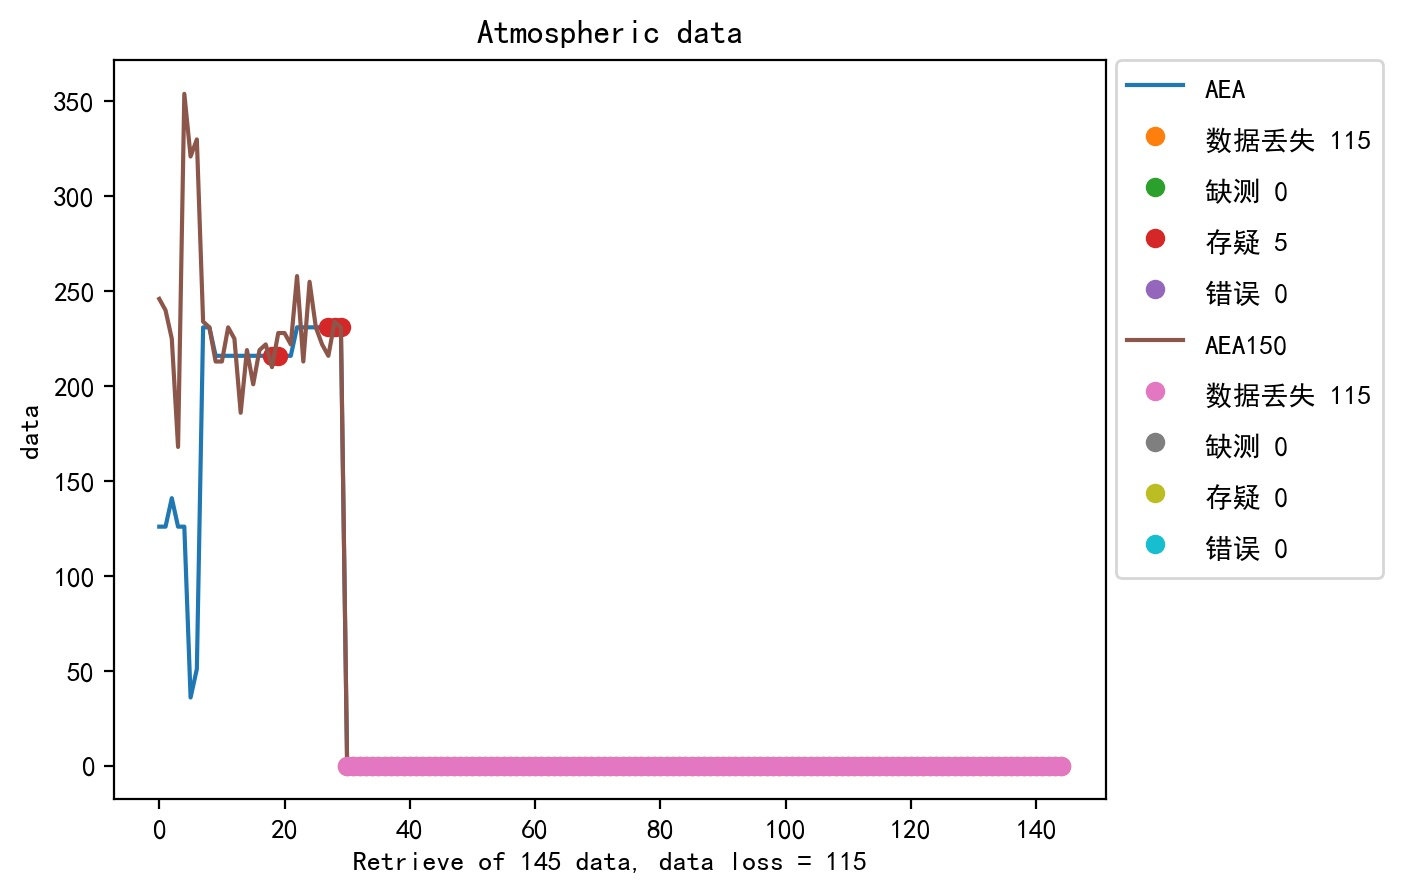 Atmospheric data
350
300
250
200
150
100
50
0
data
0 20 40 60 80 100 120 140
Retrieve of 145 data, data loss = 115
AEA
数据丢失 115
缺测 0
存疑 5
错误 0
AEA150
数据丢失 115
缺测 0
存疑 0
错误 0